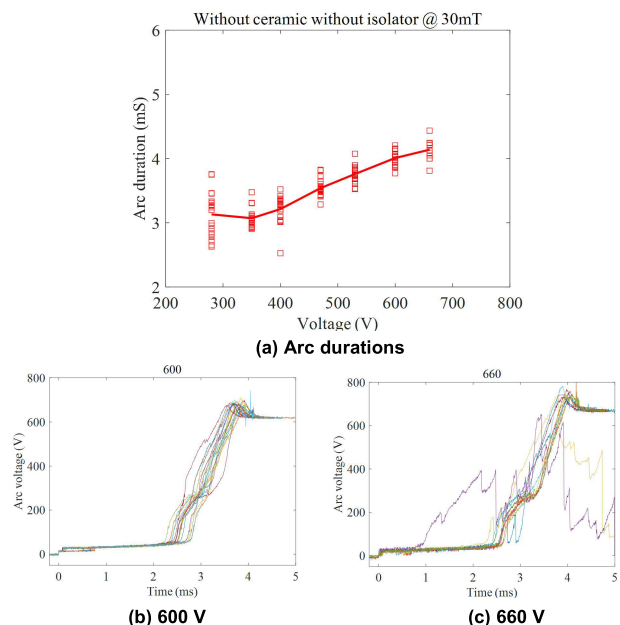 Without ceramic without isolator @ 30mT
6
5
4
3
2
Arc duration (mS)
200 300 400 500 600 700 800
Voltage (V)
(a) Arc durations
600
800
600
400
200
0
Arc voltage (V)
0 1 2 3 4 5
Time (ms)
(b) 600 V
660
800
600
400
200
0
Arc voltage (V)
0 1 2 3 4 5
Time (ms)
(c) 660 V